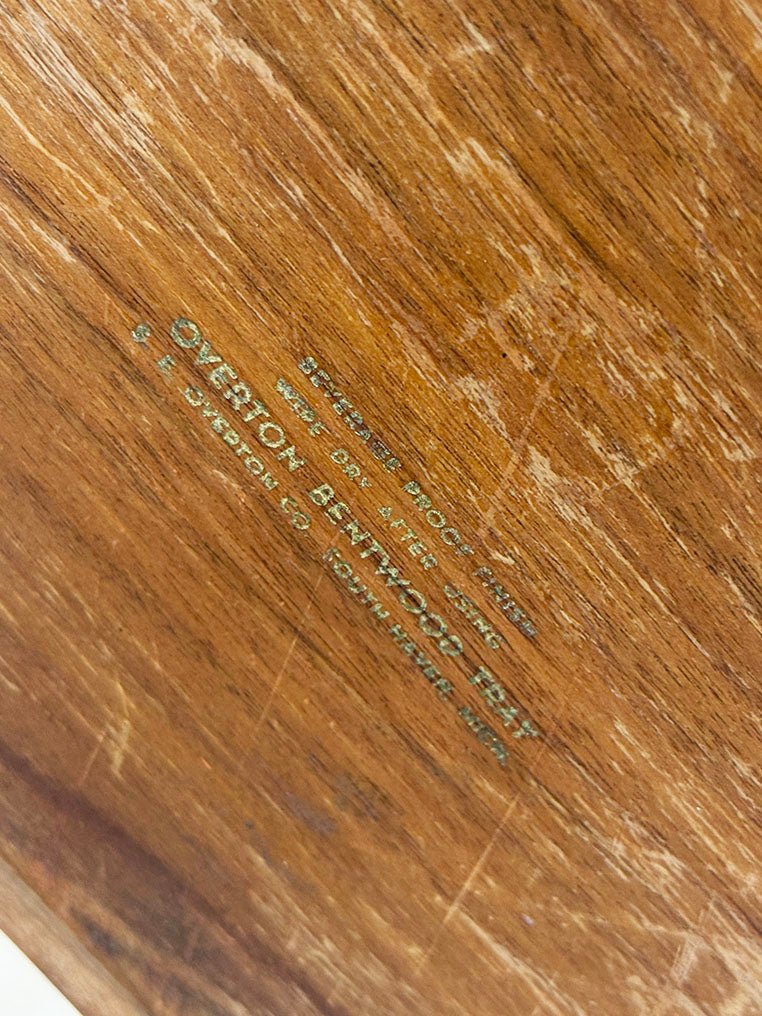 BEVERAGE PROOF FINISH
WIPE DRY AFTER USING
OVERTON BENTWOOD TRAY
S. E. OVERTON CO. SOUTH HAVEN, MICH.